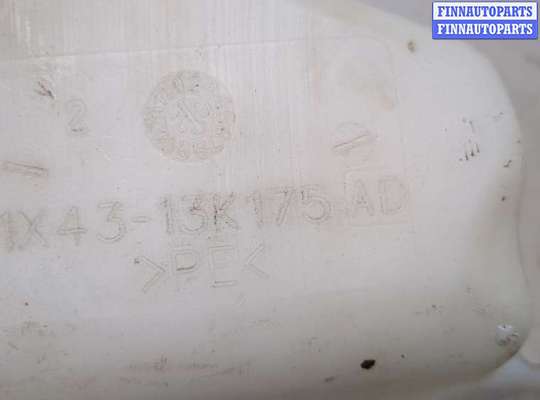 FINNAUTOPARTS
FINNAUTOPARTS
2
1X43-13K175-AD
>PE<